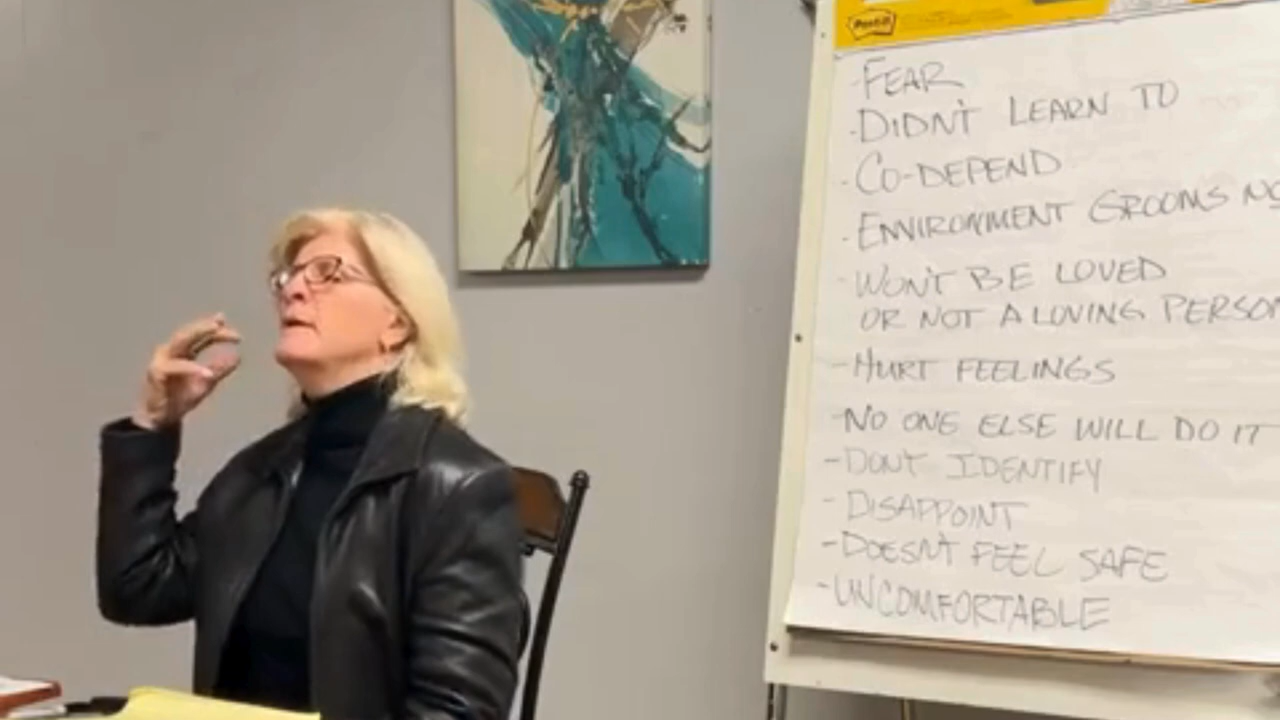 Post-it
- FEAR
- DIDN'T LEARN TO
- CO-DEPEND
- ENVIRONMENT GROOMS
- WON'T BE LOVED
OR NOT A LOVING PERSON
- HURT FEELINGS
- NO ONE ELSE WILL DO IT
- DON'T IDENTIFY
- DISAPPOINT
- DOESN'T FEEL SAFE
- UNCOMFORTABLE